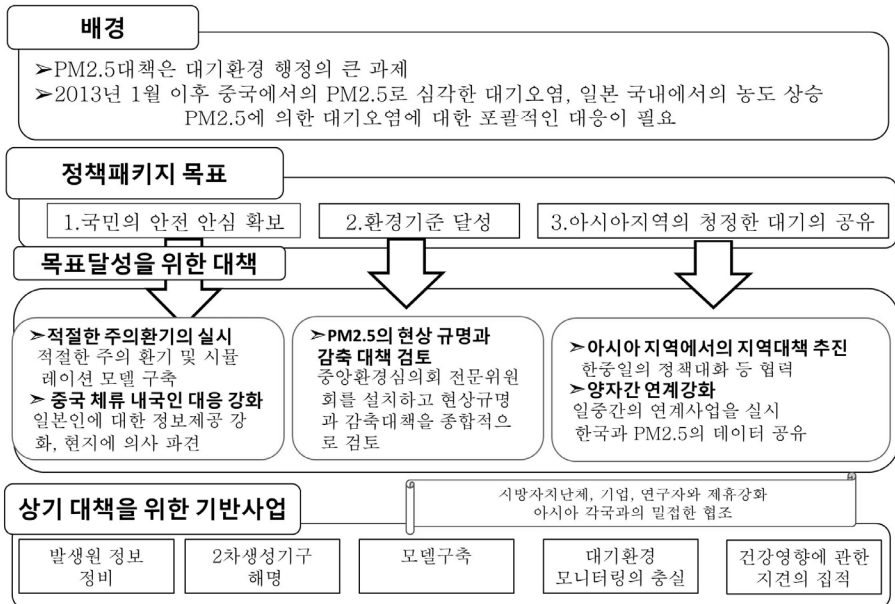 배경
➢PM2.5대책은 대기환경 행정의 큰 과제
➢2013년 1월 이후 중국에서의 PM2.5로 심각한 대기오염, 일본 국내에서의 농도 상승
PM2.5에 의한 대기오염에 대한 포괄적인 대응이 필요
정책패키지 목표
1.국민의 안전 안심 확보
2.환경기준 달성
3.아시아지역의 청정한 대기의 공유
목표달성을 위한 대책
➢적절한 주의환기의 실시
적절한 주의 환기 및 시뮬
레이션 모델 구축
➢중국 체류 내국인 대응 강화
일본인에 대한 정보제공 강
화, 현지에 의사 파견
➢PM2.5의 현상 규명과
감축 대책 검토
중앙환경심의회 전문위원
회를 설치하고 현상규명
과 감축대책을 종합적으
로 검토
➢아시아 지역에서의 지역대책 추진
한중일의 정책대화 등 협력
➢양자간 연계강화
일중간의 연계사업을 실시
한국과 PM2.5의 데이터 공유
상기 대책을 위한 기반사업
지방자치단체, 기업, 연구자와 제휴강화
아시아 각국과의 밀접한 협조
발생원 정보
정비
2차생성기구
해명
모델구축
대기환경
모니터링의 충실
건강영향에 관한
지견의 집적